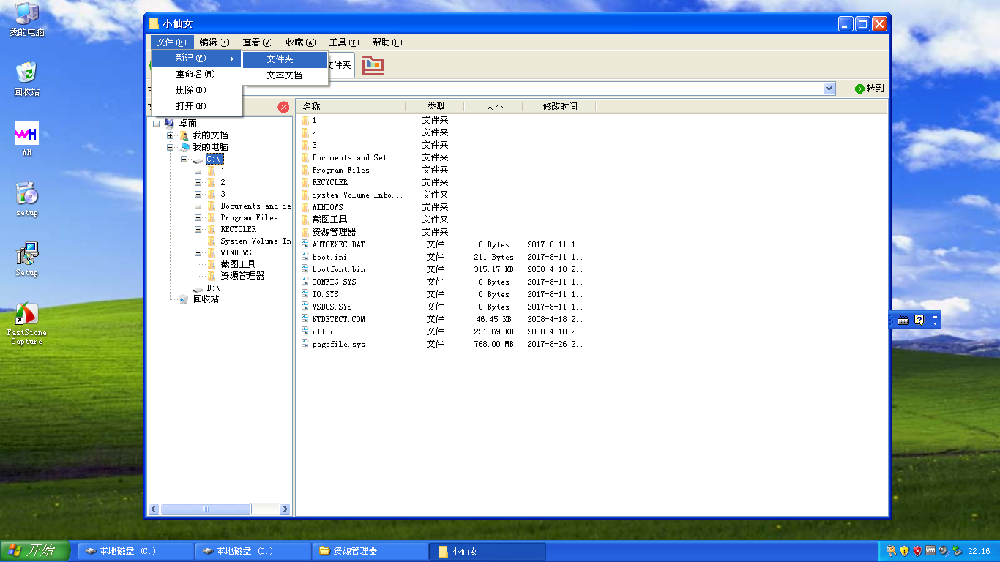 我的电脑
回收站
WH
WH
setup
Setup
FastStone
Capture
小仙女
文件(F) 编辑(E) 查看(V) 收藏(A) 工具(T) 帮助(H)
新建(W)
重命名(M)
删除(D)
打开(N)
文件夹
文本文档
文件夹
转到
桌面
我的文档
我的电脑
C:\
1
2
3
Documents and Se
Program Files
RECYCLER
System Volume In
WINDOWS
截图工具
资源管理器
D:\
回收站
名称 类型 大小 修改时间
1 文件夹
2 文件夹
3 文件夹
Documents and Sett... 文件夹
Program Files 文件夹
RECYCLER 文件夹
System Volume Info... 文件夹
WINDOWS 文件夹
截图工具 文件夹
资源管理器 文件夹
AUTOEXEC.BAT 文件 0 Bytes 2017-8-11 1...
boot.ini 文件 211 Bytes 2017-8-11 1...
bootfont.bin 文件 315.17 KB 2008-4-18 2...
CONFIG.SYS 文件 0 Bytes 2017-8-11 1...
IO.SYS 文件 0 Bytes 2017-8-11 1...
MSDOS.SYS 文件 0 Bytes 2017-8-11 1...
NTDETECT.COM 文件 46.45 KB 2008-4-18 2...
ntldr 文件 251.69 KB 2008-4-18 2...
pagefile.sys 文件 768.00 MB 2017-8-26 2...
开始 本地磁盘 (C:) 本地磁盘 (C:) 资源管理器 小仙女 22:16